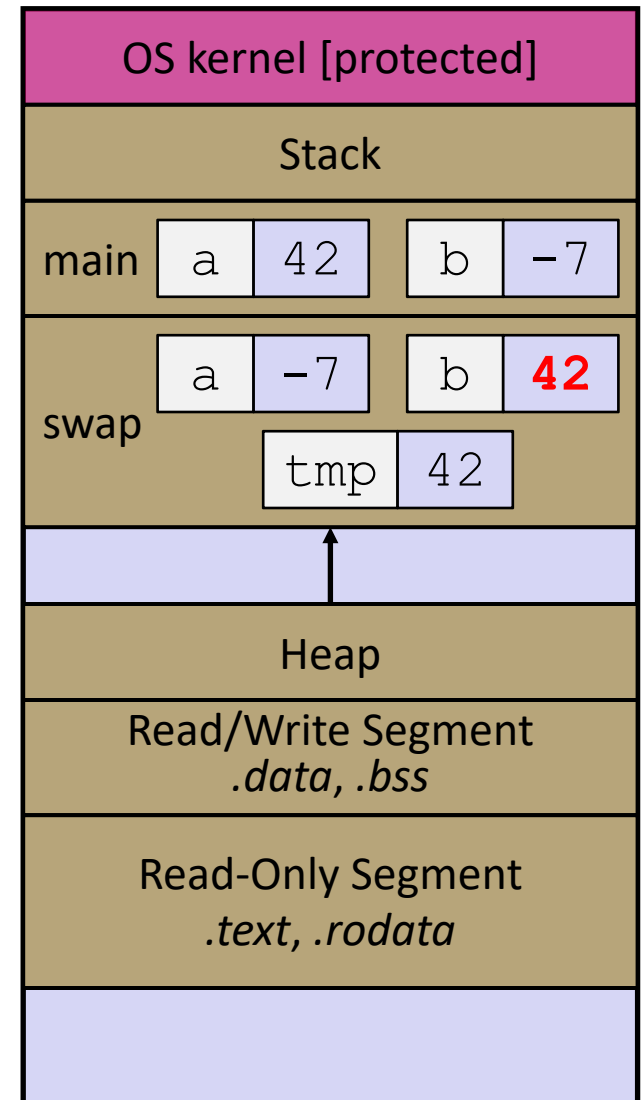 OS kernel [protected]
Stack
main a 42 b -7
a -7 b 42
swap
tmp 42
Heap
Read/Write Segment
.data, .bss
Read-Only Segment
.text, .rodata